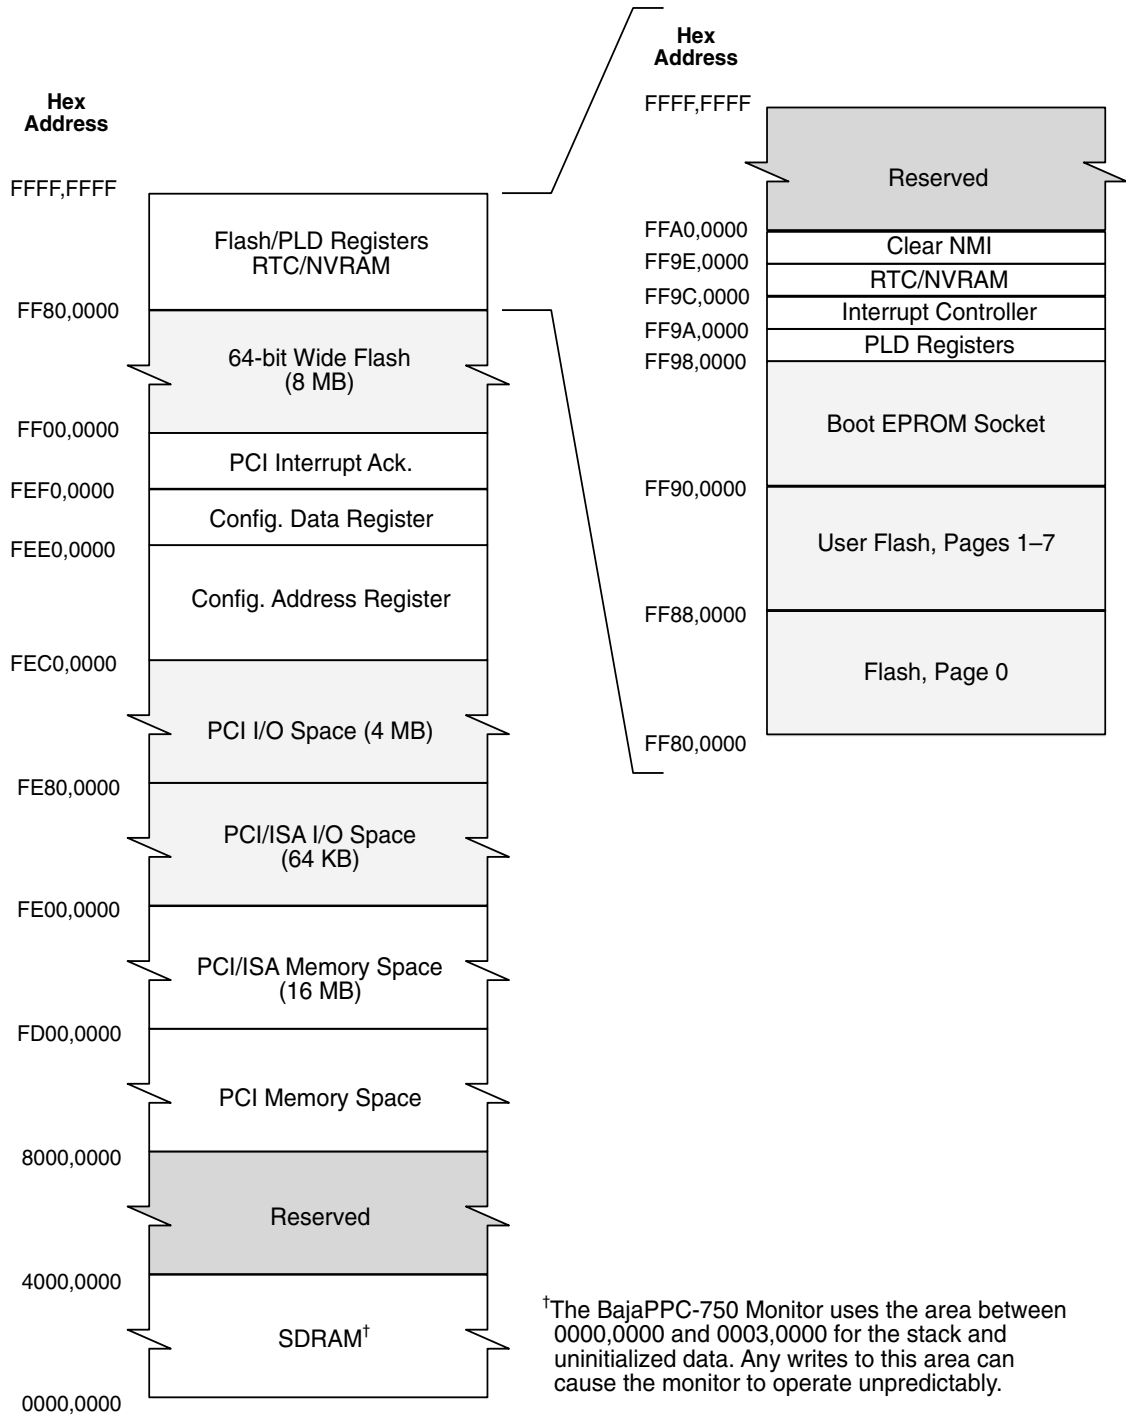 Hex
Address
FFFF,FFFF
Flash/PLD Registers
RTC/NVRAM
FF80,0000
64-bit Wide Flash
(8 MB)
FF00,0000
PCI Interrupt Ack.
FEF0,0000
Config. Data Register
FEE0,0000
Config. Address Register
FEC0,0000
PCI I/O Space (4 MB)
FE80,0000
PCI/ISA I/O Space
(64 KB)
FE00,0000
PCI/ISA Memory Space
(16 MB)
FD00,0000
PCI Memory Space
8000,0000
Reserved
4000,0000
SDRAM†
0000,0000
Hex
Address
FFFF,FFFF
Reserved
FFA0,0000
Clear NMI
FF9E,0000
RTC/NVRAM
FF9C,0000
Interrupt Controller
FF9A,0000
PLD Registers
FF98,0000
Boot EPROM Socket
FF90,0000
User Flash, Pages 1–7
FF88,0000
Flash, Page 0
FF80,0000
†The BajaPPC-750 Monitor uses the area between
0000,0000 and 0003,0000 for the stack and
uninitialized data. Any writes to this area can
cause the monitor to operate unpredictably.